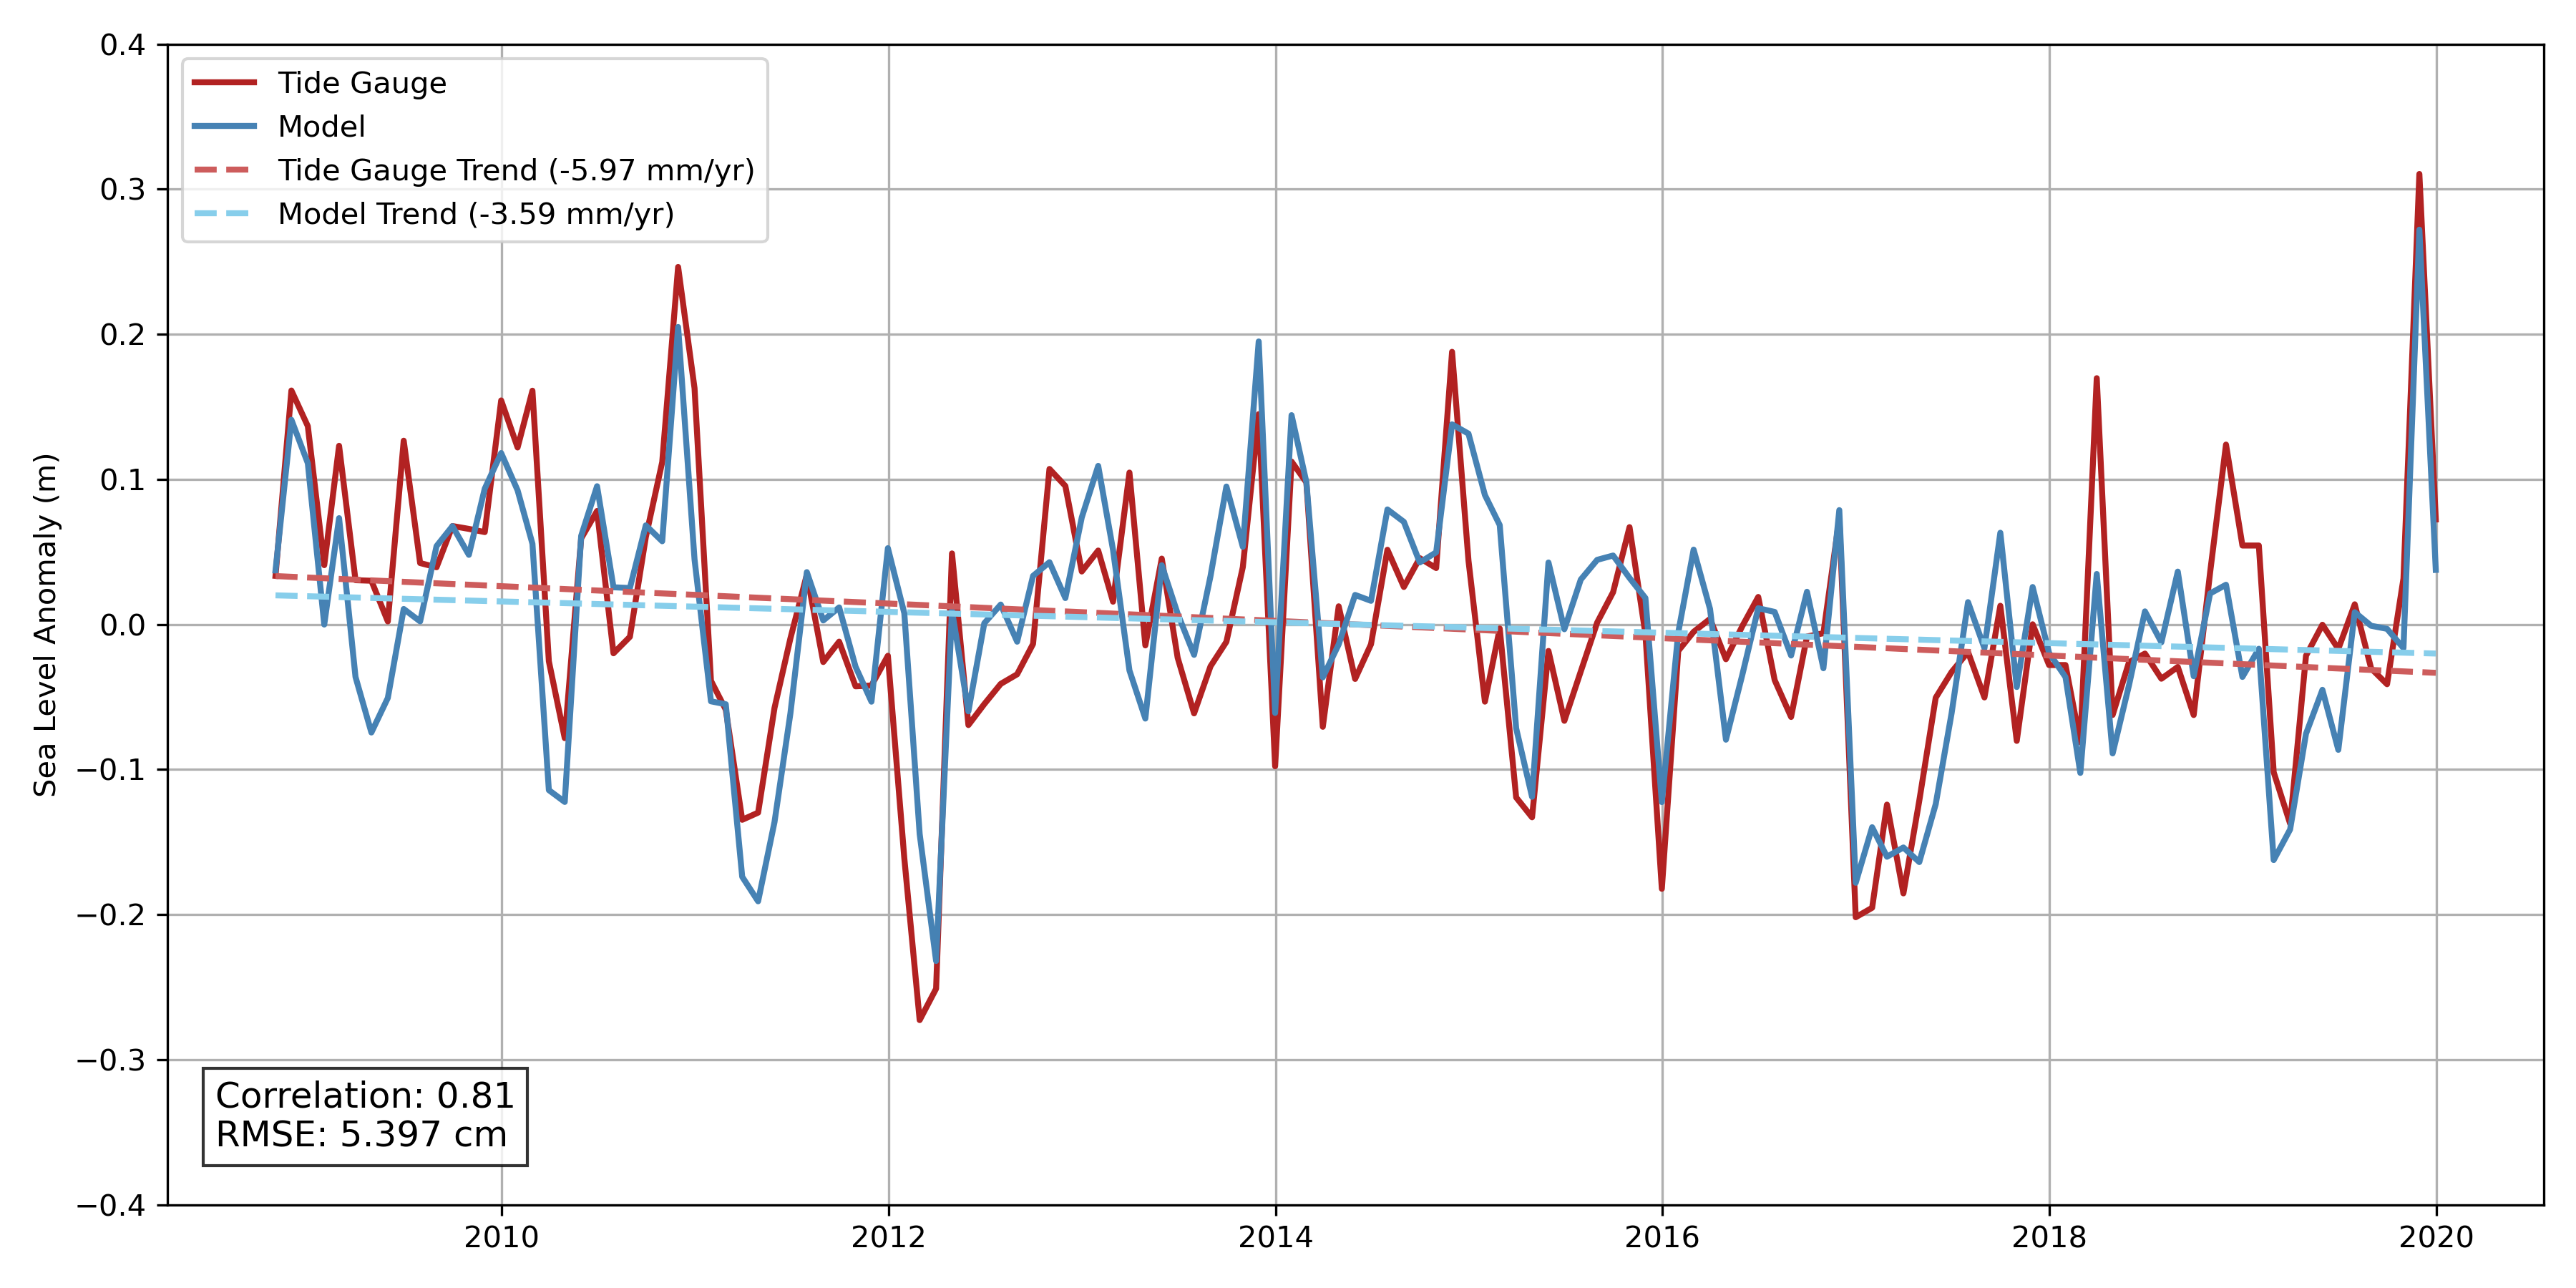 Tide Gauge
Model
Tide Gauge Trend (-5.97 mm/yr)
Model Trend (-3.59 mm/yr)
Sea Level Anomaly (m)
0.4
0.3
0.2
0.1
0.0
−0.1
−0.2
−0.3
−0.4
Correlation: 0.81
RMSE: 5.397 cm
2010 2012 2014 2016 2018 2020